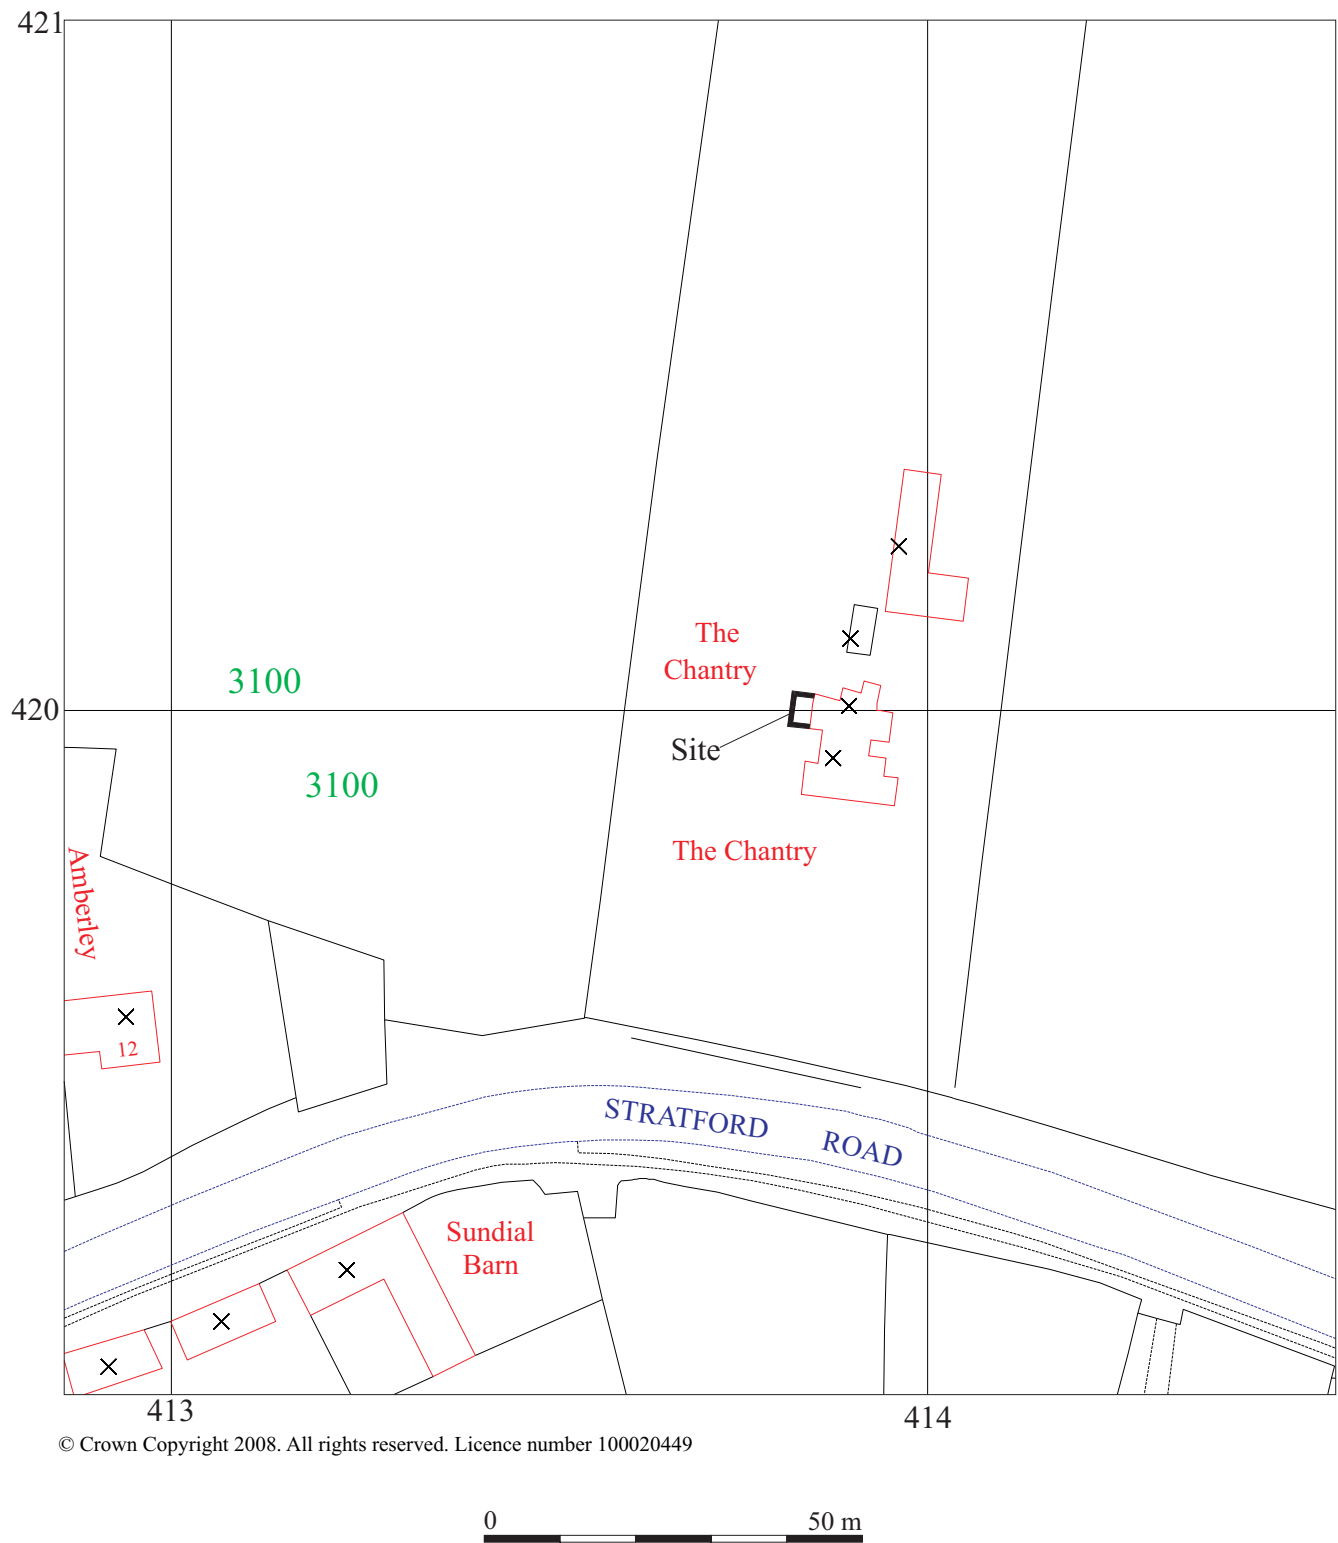 421
The
Chantry
3100
420
Site
3100
The Chantry
Amberley
12
STRATFORD ROAD
Sundial
Barn
413
414
© Crown Copyright 2008. All rights reserved. Licence number 100020449
0 50 m